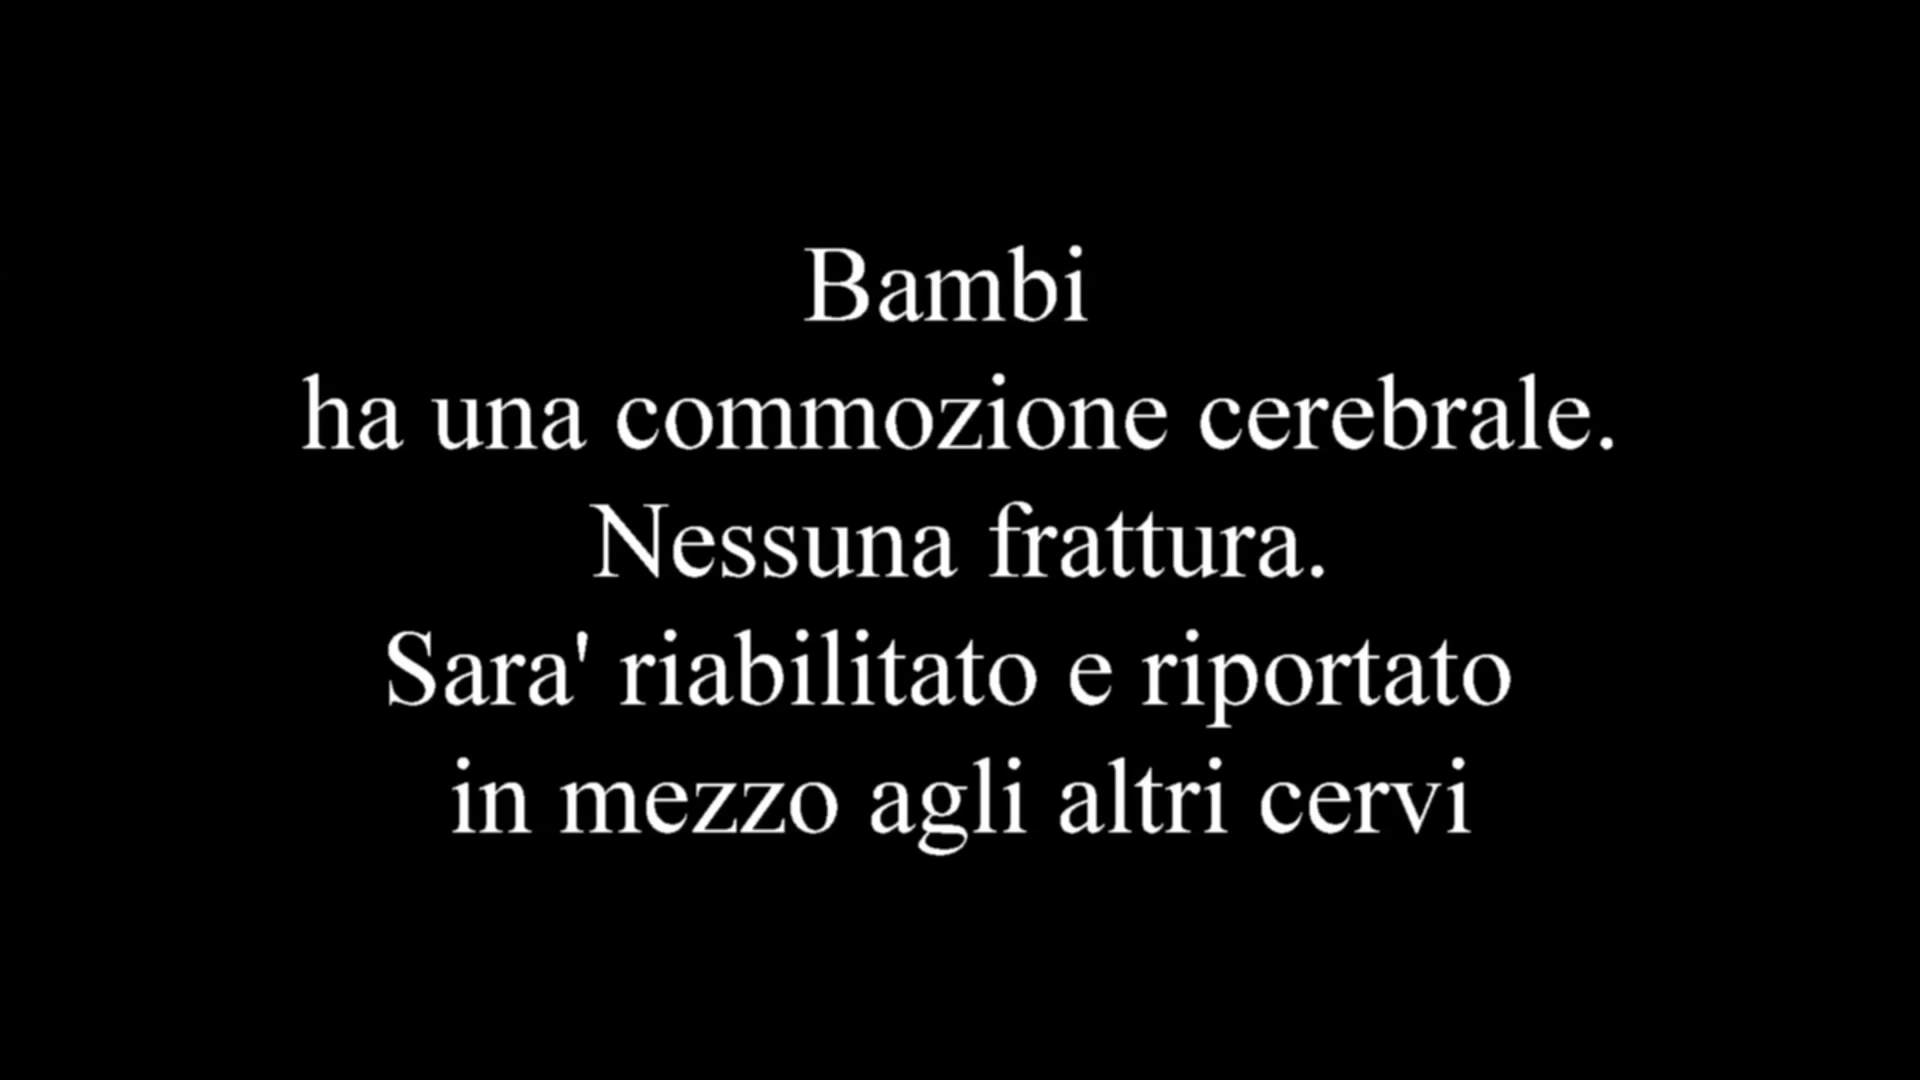 Bambi
ha una commozione cerebrale.
Nessuna frattura.
Sara' riabilitato e riportato
in mezzo agli altri cervi